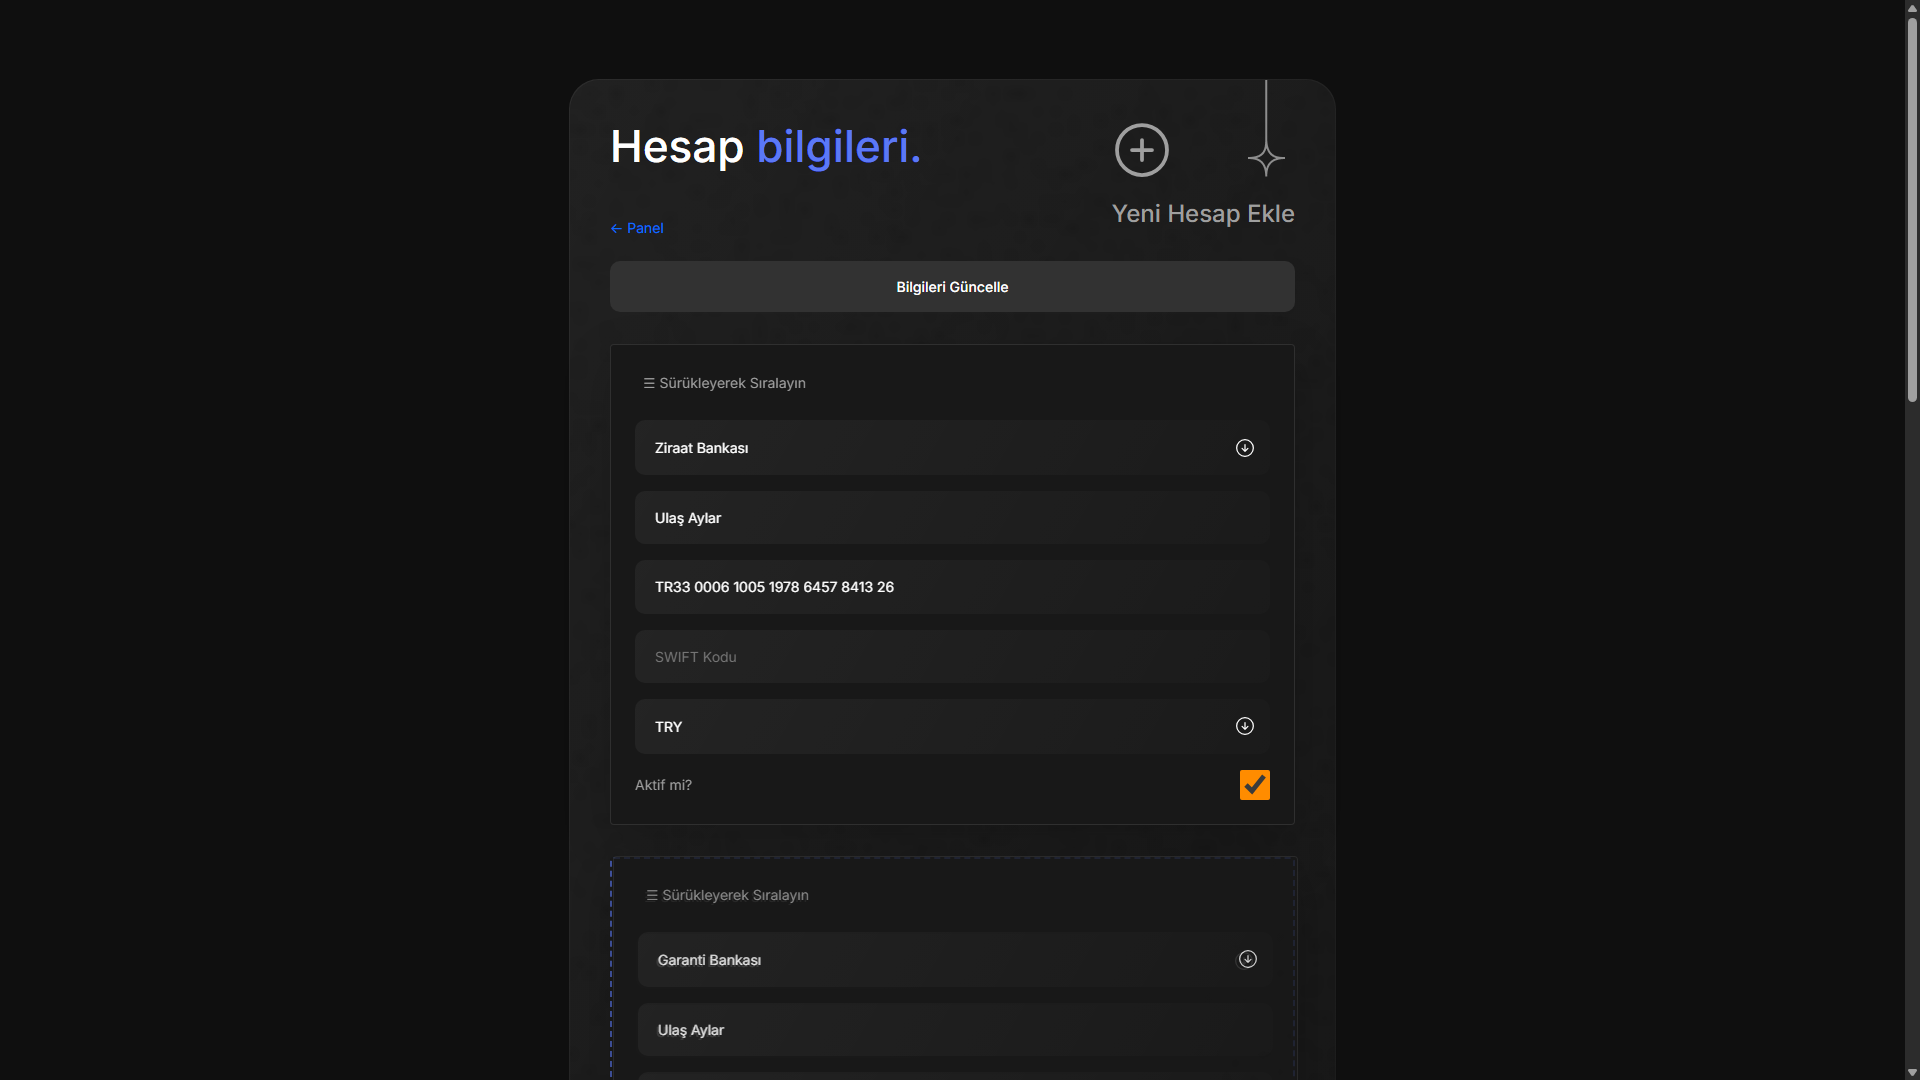 Hesap bilgileri.
Yeni Hesap Ekle
← Panel
Bilgileri Güncelle
☰ Sürükleyerek Sıralayın
Ziraat Bankası
Ulaş Aylar
TR33 0006 1005 1978 6457 8413 26
SWIFT Kodu
TRY
Aktif mi?
☰ Sürükleyerek Sıralayın
Garanti Bankası
Ulaş Aylar